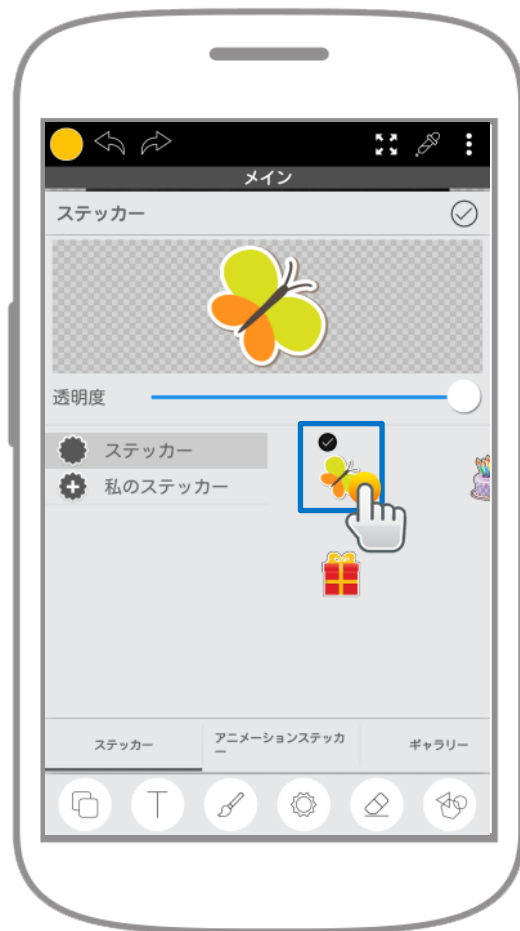 メイン
ステッカー
透明度
ステッカー
私のステッカー
ステッカー
アニメーションステッカ
ー
ギャラリー
T